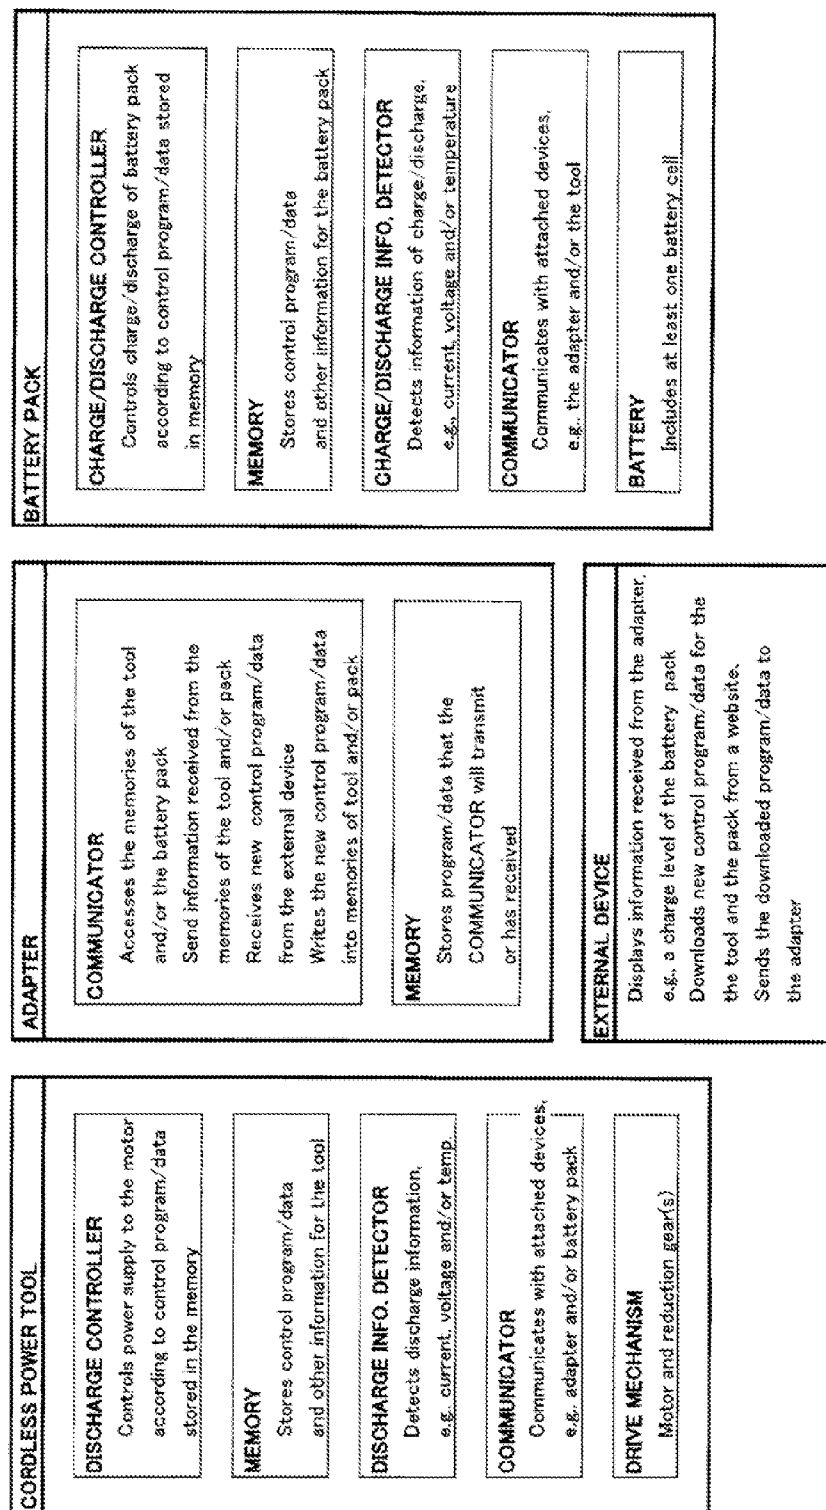 CORDLESS POWER TOOL
DISCHARGE CONTROLLER
Controls power supply to the motor
according to control program/data
stored in the memory
MEMORY
Stores control program/data
and other information for the tool
DISCHARGE INFO. DETECTOR
Detects discharge information,
e.g. current, voltage and/or temp.
COMMUNICATOR
Communicates with attached devices,
e.g. adapter and/or battery pack
DRIVE MECHANISM
Motor and reduction gear(s)
ADAPTER
COMMUNICATOR
Accesses the memories of the tool
and/or the battery pack
Send information received from the
memories of the tool and/or pack
Receives new control program/data
from the external device
Writes the new control program/data
into memories of tool and/or pack
MEMORY
Stores program/data that the
COMMUNICATOR will transmit
or has received
EXTERNAL DEVICE
Displays information received from the adapter,
e.g., a charge level of the battery pack
Downloads new control program/data for the
the tool and the pack from a website.
Sends the downloaded program/data to
the adapter
BATTERY PACK
CHARGE/DISCHARGE CONTROLLER
Controls charge/discharge of battery pack
according to control program/data stored
in memory
MEMORY
Stores control program/data
and other information for the battery pack
CHARGE/DISCHARGE INFO. DETECTOR
Detects information of charge/discharge,
e.g., current, voltage and/or temperature
COMMUNICATOR
Communicates with attached devices,
e.g. the adapter and/or the tool
BATTERY
Includes at least one battery cell